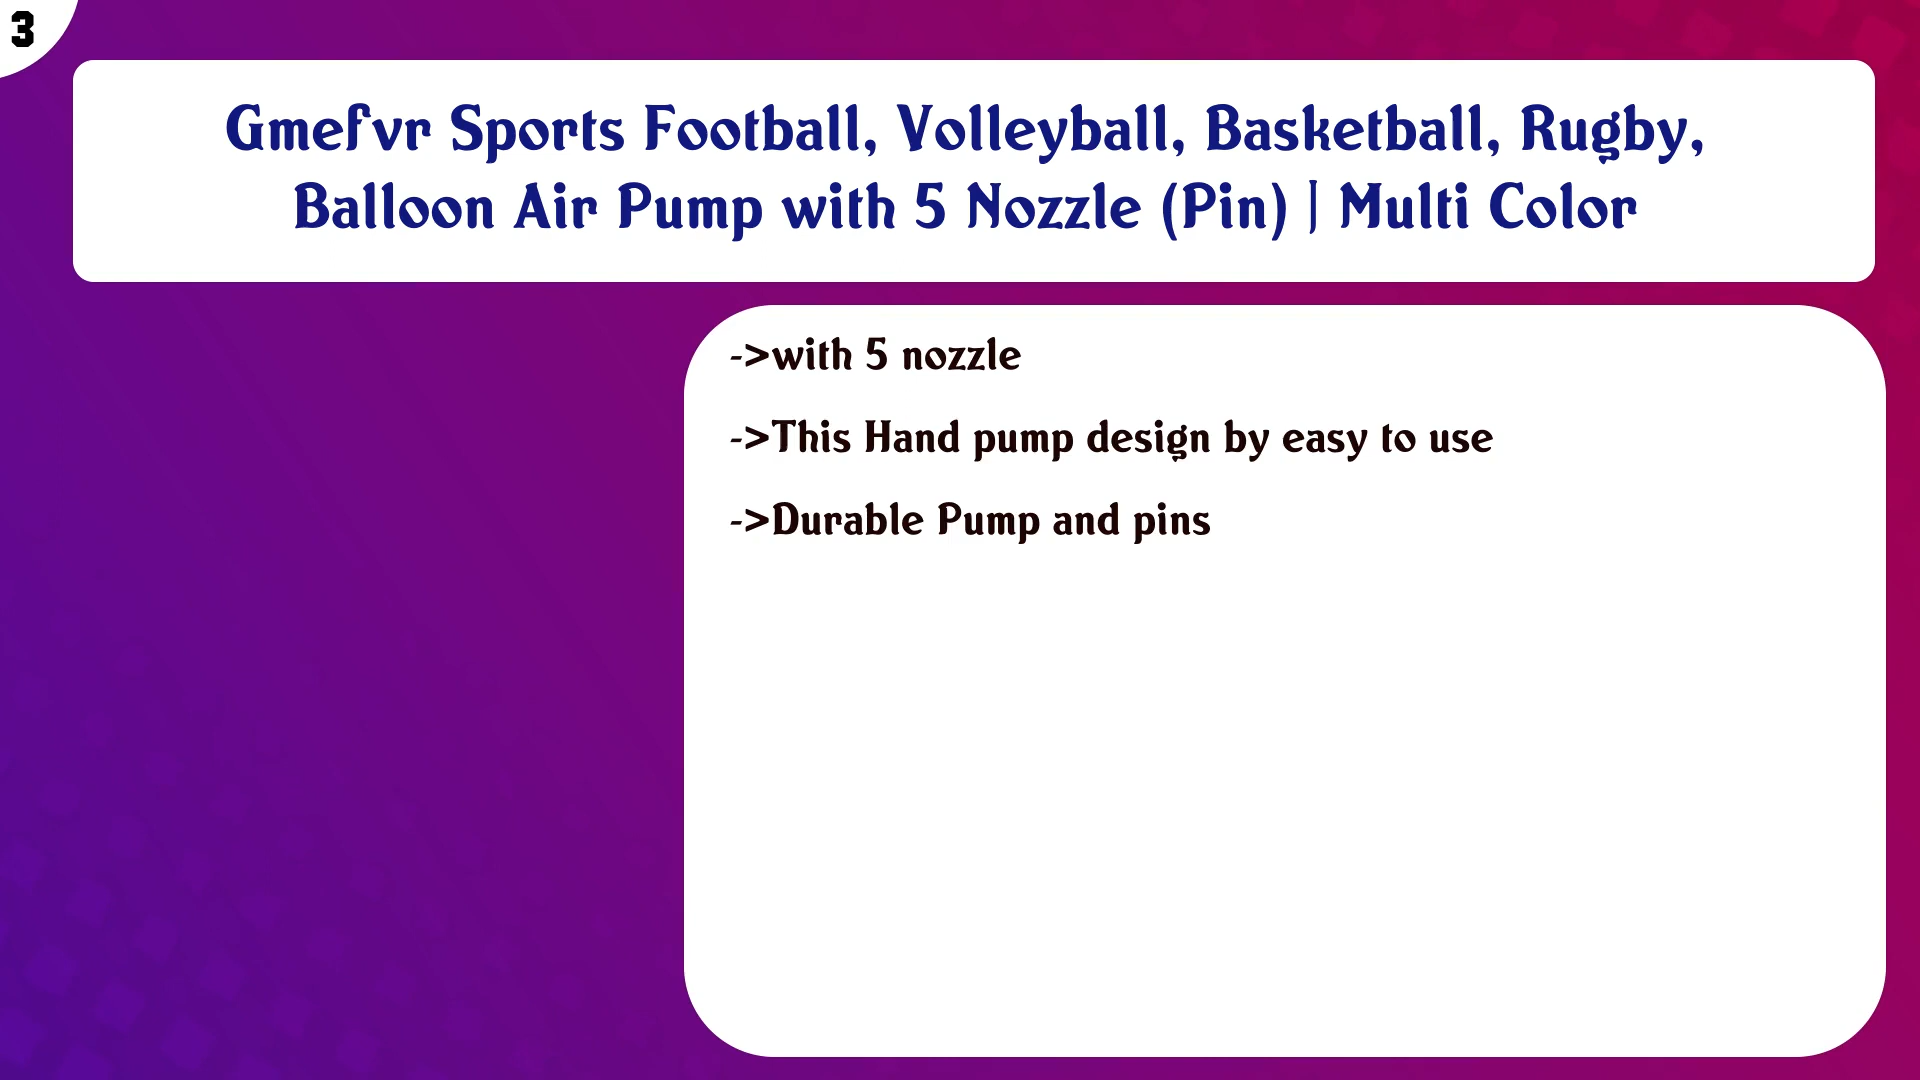 3
Gmefvr Sports Football, Volleyball, Basketball, Rugby,
Balloon Air Pump with 5 Nozzle (Pin) | Multi Color
->with 5 nozzle
->This Hand pump design by easy to use
->Durable Pump and pins